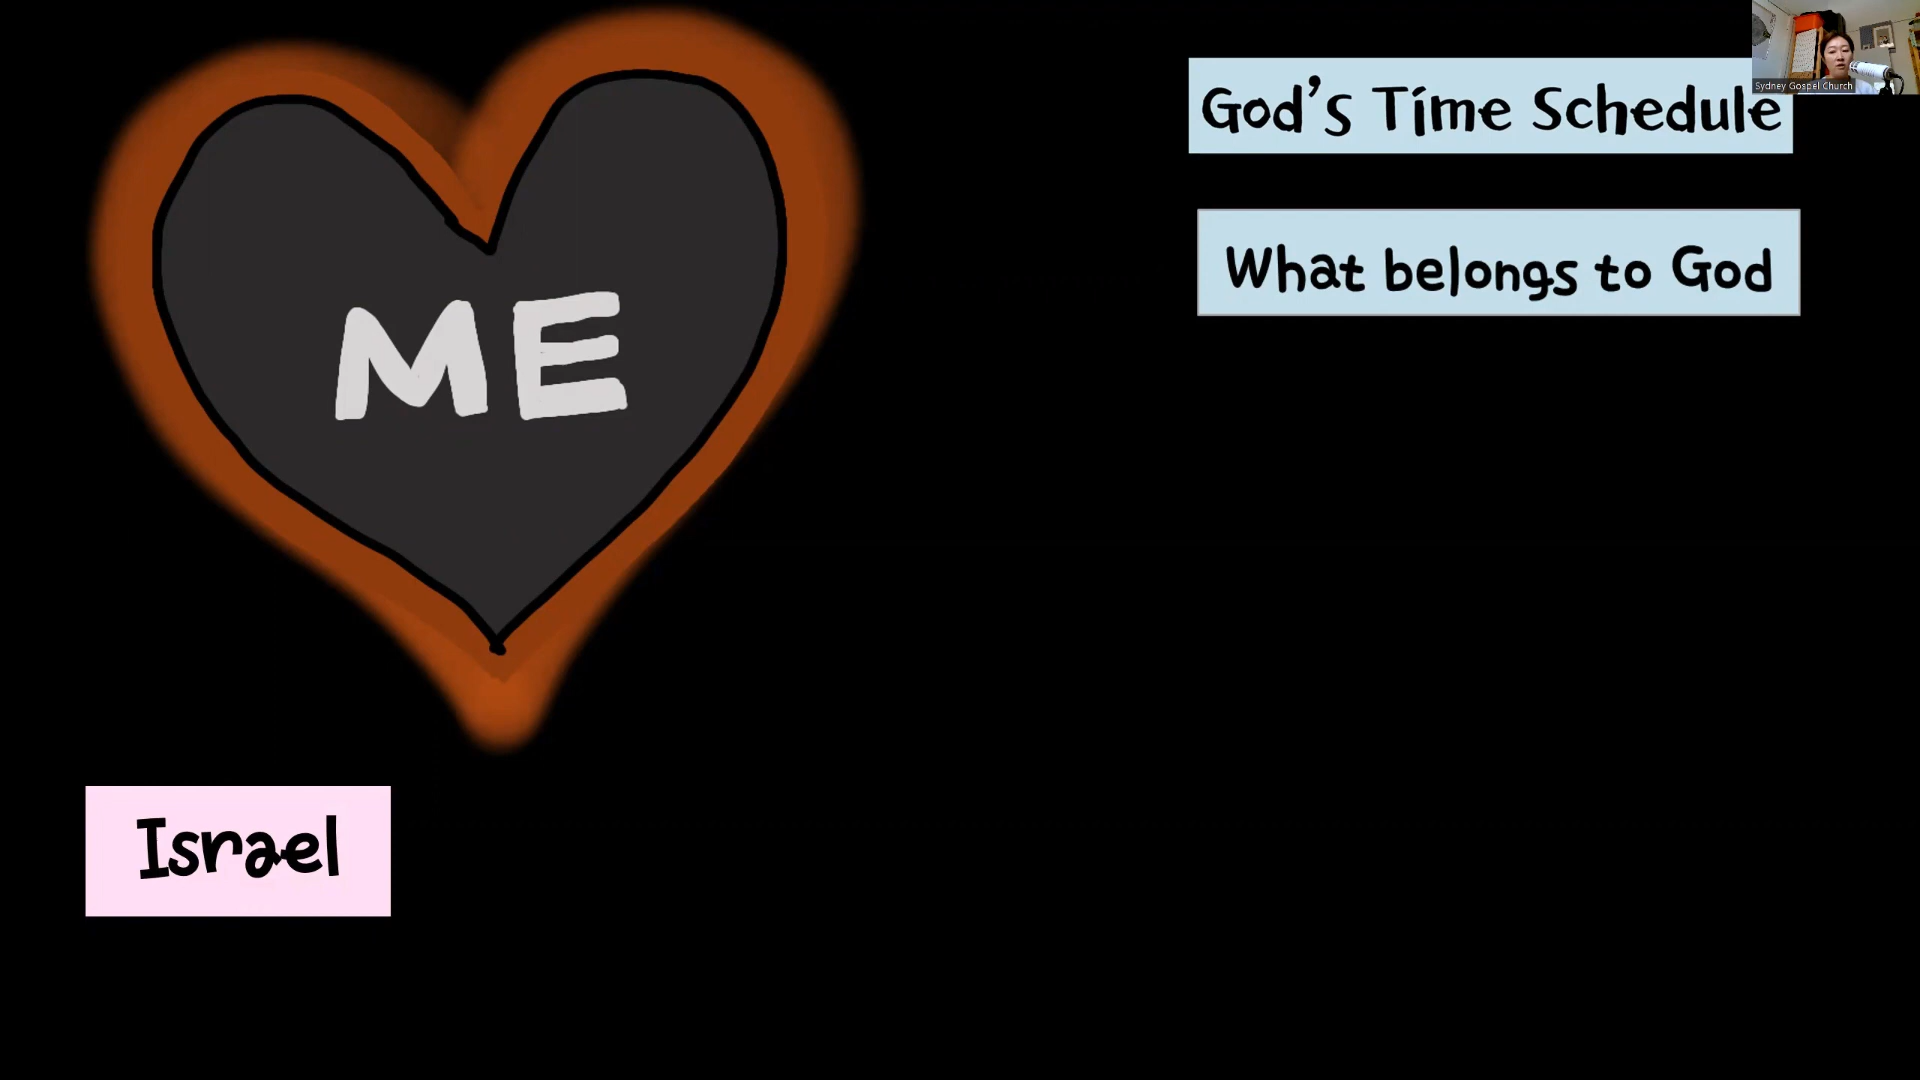 God's Time Schedule
Sydney Gospel Church
What belongs to God
ME
Israel